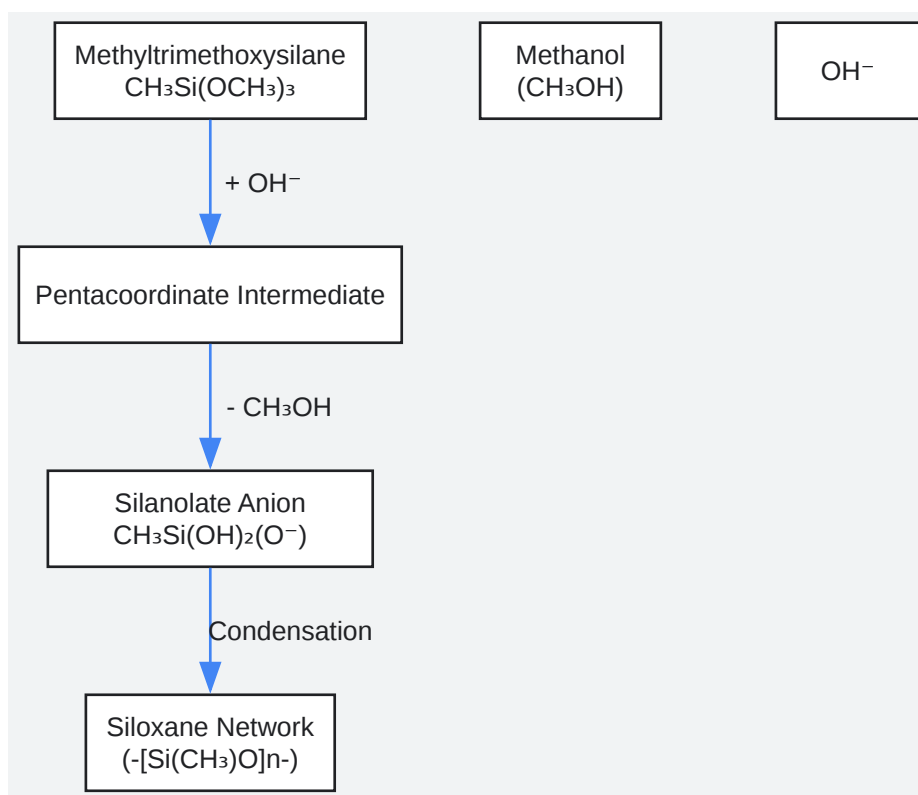 Methyltrimethoxysilane
CH₃Si(OCH₃)₃
Methanol
(CH₃OH)
OH⁻
+ OH⁻
Pentacoordinate Intermediate
- CH₃OH
Silanolate Anion
CH₃Si(OH)₂(O⁻)
Condensation
Siloxane Network
(-[Si(CH₃)O]n-)